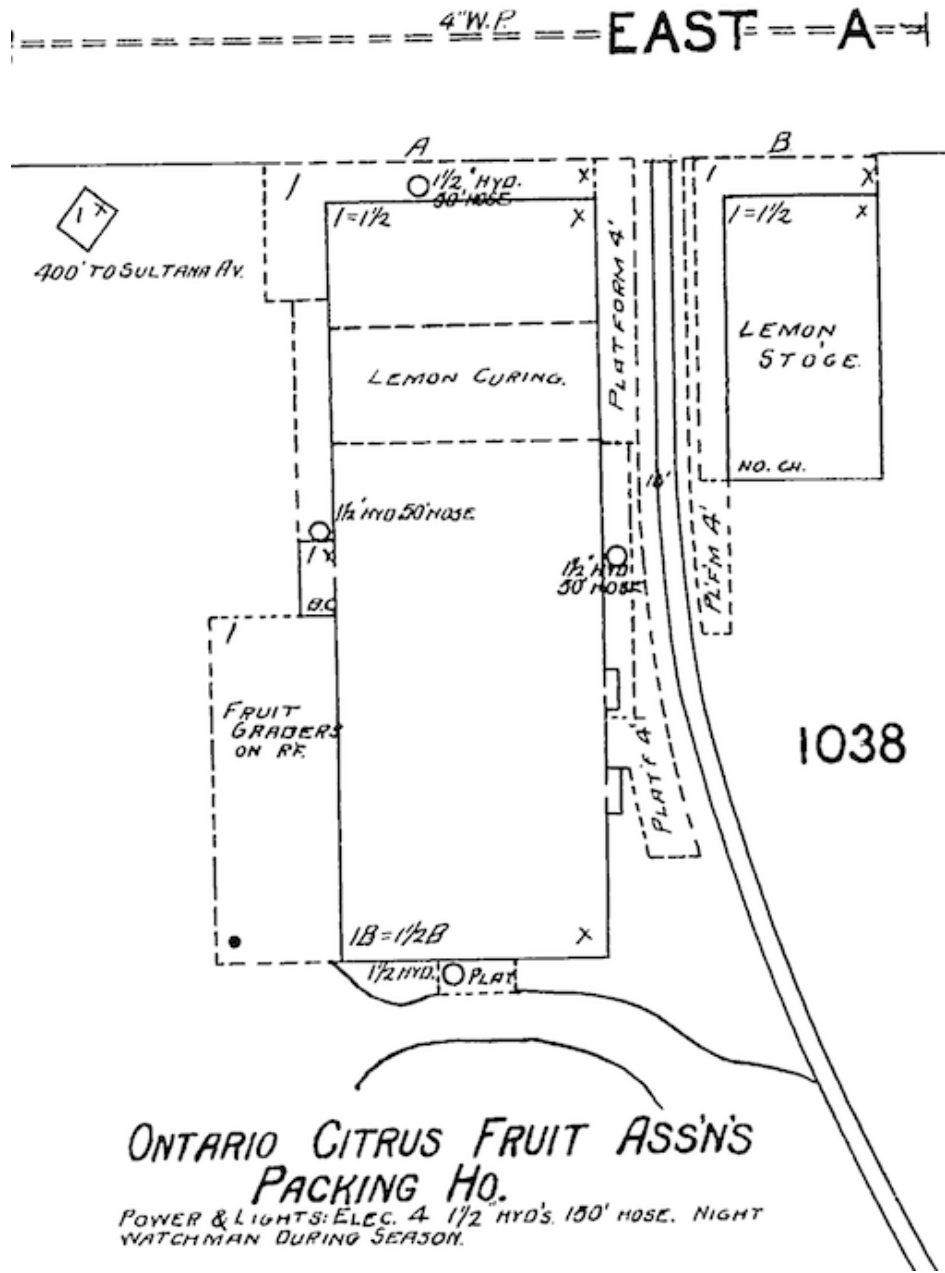 4" W.P.
EAST A
A
B
1
1½" HYD.
50' HOSE
X
1
X
1 X
1=1½
X
1=1½
X
400' TO SULTANA AV.
PLATFORM 4'
LEMON
STO'GE.
LEMON CURING.
NO. CH.
1½" HYD. 50' HOSE
PL'F'M 4'
1 X
1½" HYD
50' HOSE
1
FRUIT
GRADERS
ON RF.
1038
PLAT'F 4'
1B=1½B
X
1½ HYD.
PLAT
ONTARIO CITRUS FRUIT ASS'N'S
PACKING HO.
POWER & LIGHTS: ELEC. 4 1½" HYD'S. 150' HOSE. NIGHT
WATCHMAN DURING SEASON.